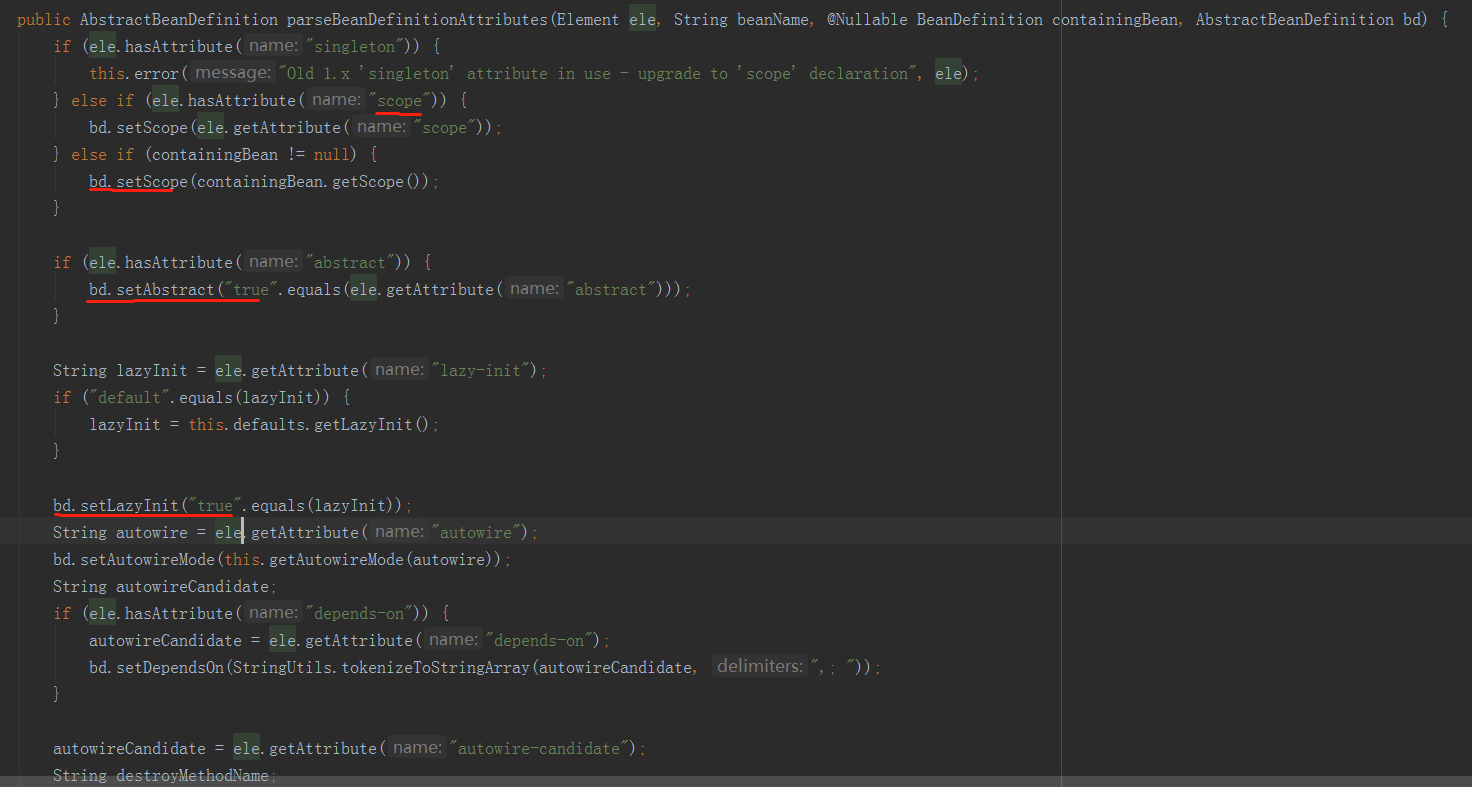 public AbstractBeanDefinition parseBeanDefinitionAttributes(Element ele, String beanName, @Nullable BeanDefinition containingBean, AbstractBeanDefinition bd) {
if (ele.hasAttribute( name: "singleton")) {
this.error( message: "Old 1.x 'singleton' attribute in use - upgrade to 'scope' declaration", ele);
} else if (ele.hasAttribute( name: "scope")) {
bd.setScope(ele.getAttribute( name: "scope"));
} else if (containingBean != null) {
bd.setScope(containingBean.getScope());
}
if (ele.hasAttribute( name: "abstract")) {
bd.setAbstract("true".equals(ele.getAttribute( name: "abstract")));
}
String lazyInit = ele.getAttribute( name: "lazy-init");
if ("default".equals(lazyInit)) {
lazyInit = this.defaults.getLazyInit();
}
bd.setLazyInit("true".equals(lazyInit));
String autowire = ele.getAttribute( name: "autowire");
bd.setAutowireMode(this.getAutowireMode(autowire));
String autowireCandidate;
if (ele.hasAttribute( name: "depends-on")) {
autowireCandidate = ele.getAttribute( name: "depends-on");
bd.setDependsOn(StringUtils.tokenizeToStringArray(autowireCandidate, delimiters: ",; "));
}
autowireCandidate = ele.getAttribute( name: "autowire-candidate");
String destroyMethodName;